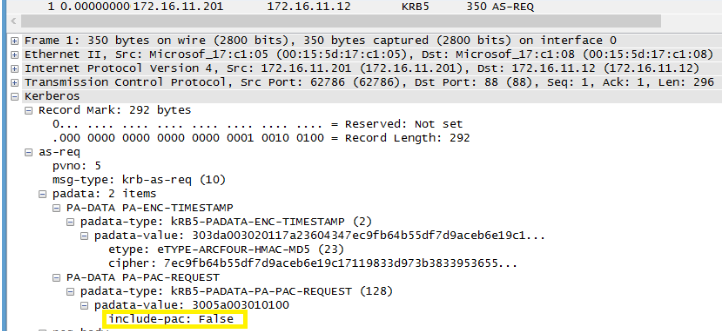 1 0.00000000 172.16.11.201 172.16.11.12 KRB5 350 AS-REQ
Frame 1: 350 bytes on wire (2800 bits), 350 bytes captured (2800 bits) on interface 0
Ethernet II, Src: Microsof_17:c1:05 (00:15:5d:17:c1:05), Dst: Microsof_17:c1:08 (00:15:5d:17:c1:08)
Internet Protocol Version 4, Src: 172.16.11.201 (172.16.11.201), Dst: 172.16.11.12 (172.16.11.12)
Transmission Control Protocol, Src Port: 62786 (62786), Dst Port: 88 (88), Seq: 1, Ack: 1, Len: 296
Kerberos
Record Mark: 292 bytes
0... .... .... .... .... .... .... .... = Reserved: Not set
.000 0000 0000 0000 0000 0001 0010 0100 = Record Length: 292
as-req
pvno: 5
msg-type: krb-as-req (10)
padata: 2 items
PA-DATA PA-ENC-TIMESTAMP
padata-type: kRB5-PADATA-ENC-TIMESTAMP (2)
padata-value: 303da003020117a23604347ec9fb64b55df7d9aceb6e19c1...
etype: eTYPE-ARCFOUR-HMAC-MD5 (23)
cipher: 7ec9fb64b55df7d9aceb6e19c17119833d973b3833953655...
PA-DATA PA-PAC-REQUEST
padata-type: kRB5-PADATA-PA-PAC-REQUEST (128)
padata-value: 3005a003010100
include-pac: False